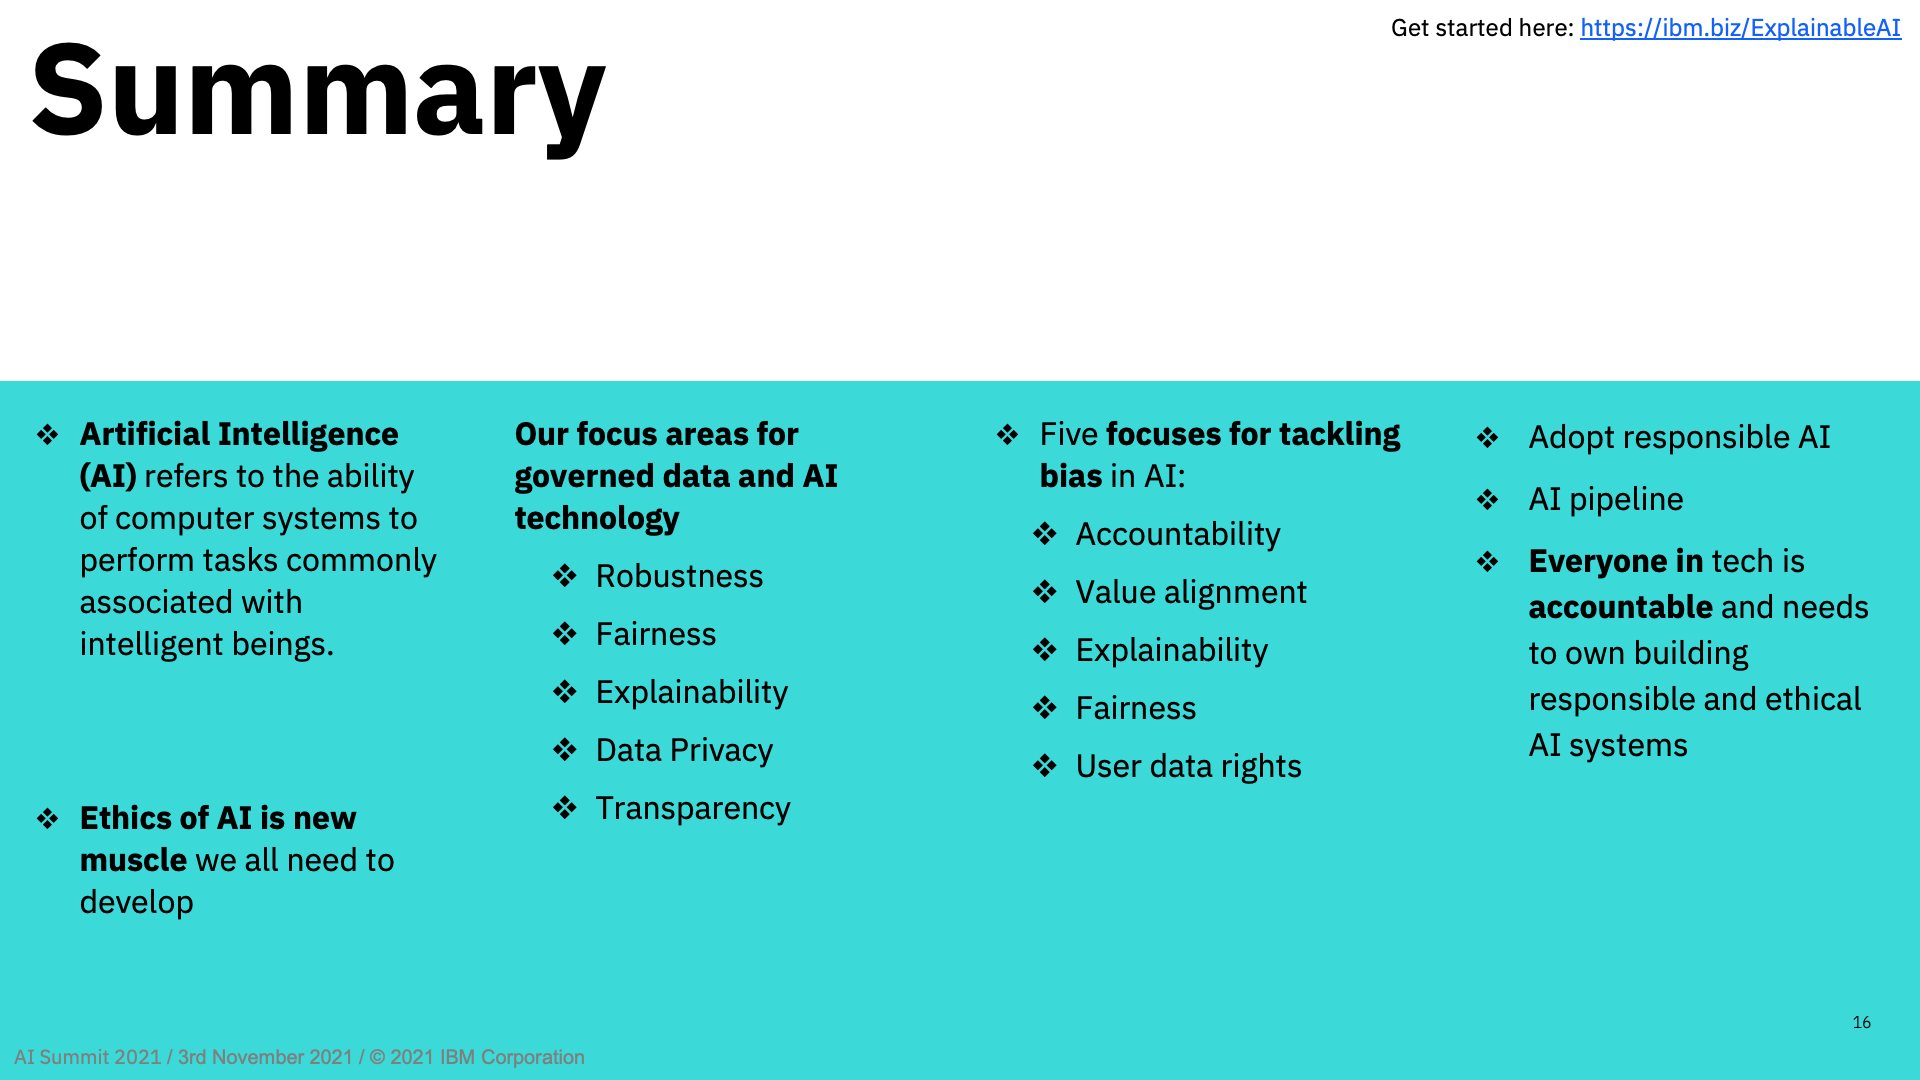 Get started here: https://ibm.biz/ExplainableAI
Summary
❖ Artificial Intelligence
(AI) refers to the ability
of computer systems to
perform tasks commonly
associated with
intelligent beings.
❖ Ethics of AI is new
muscle we all need to
develop
Our focus areas for
governed data and AI
technology
❖ Robustness
❖ Fairness
❖ Explainability
❖ Data Privacy
❖ Transparency
❖ Five focuses for tackling
bias in AI:
❖ Accountability
❖ Value alignment
❖ Explainability
❖ Fairness
❖ User data rights
❖ Adopt responsible AI
❖ AI pipeline
❖ Everyone in tech is
accountable and needs
to own building
responsible and ethical
AI systems
16
AI Summit 2021 / 3rd November 2021 / © 2021 IBM Corporation